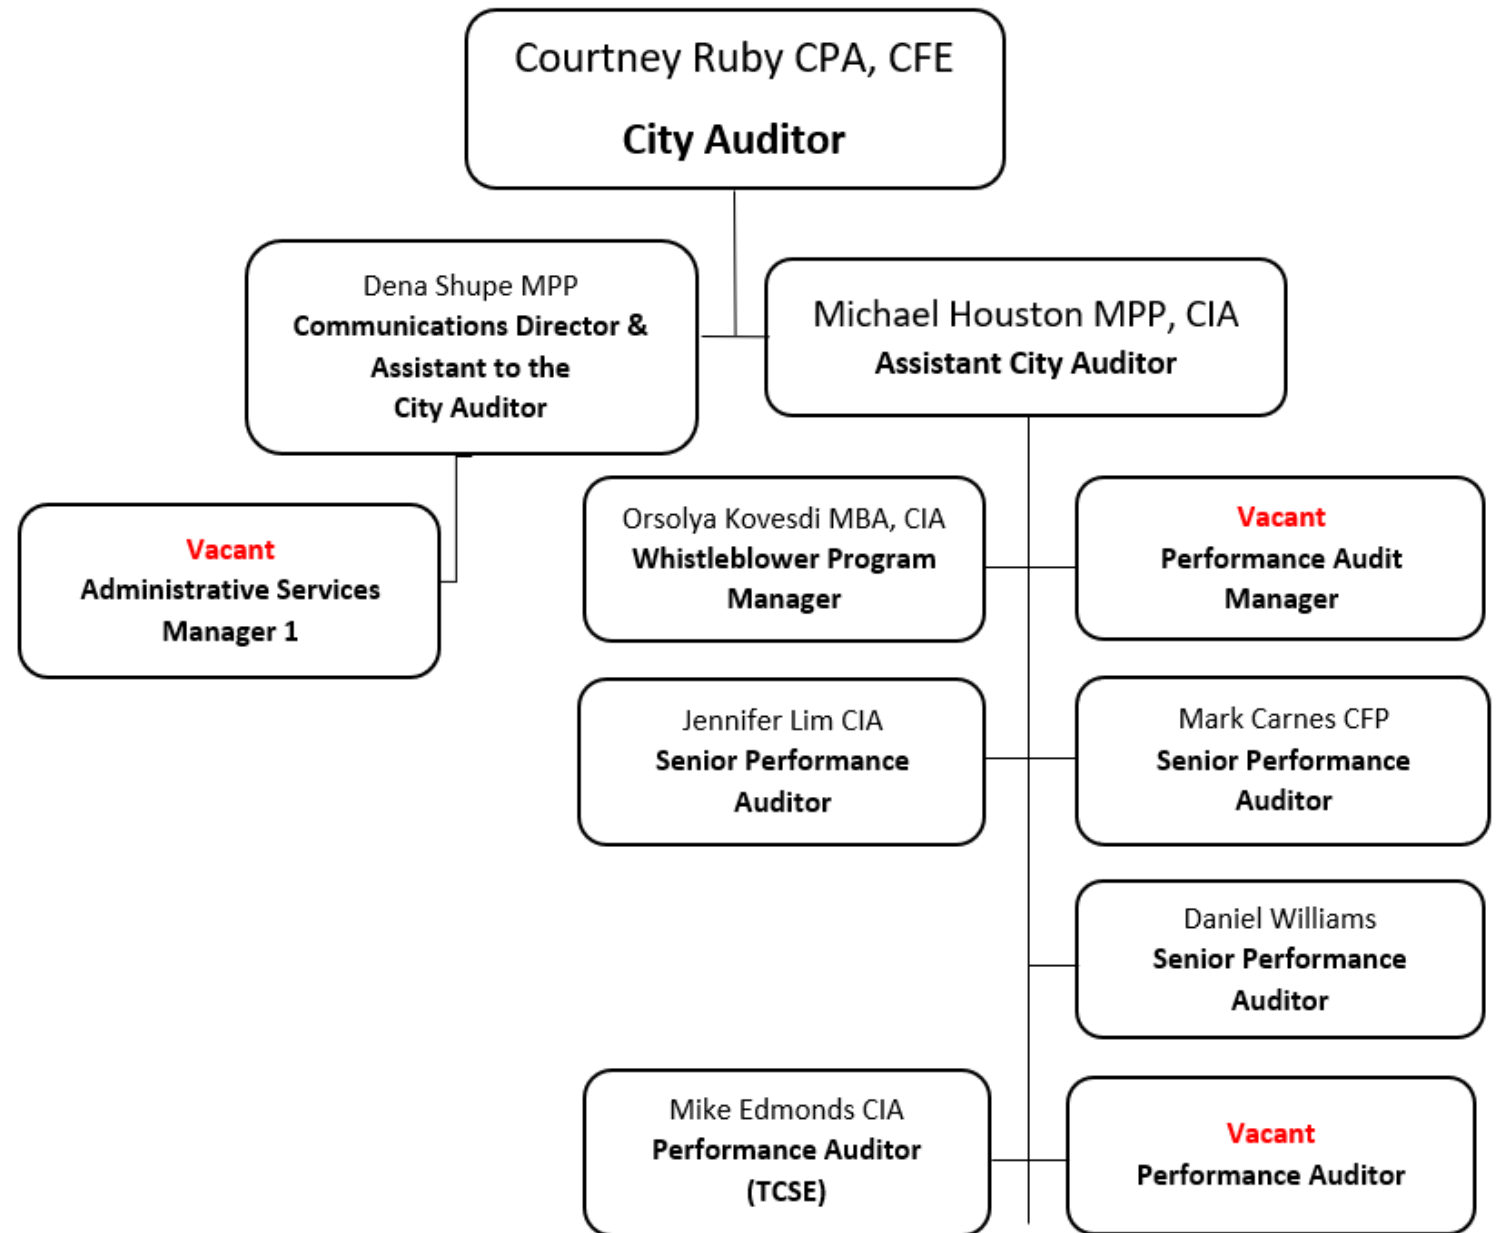 Courtney Ruby CPA, CFE
City Auditor
Dena Shupe MPP
Communications Director &
Assistant to the
City Auditor
Michael Houston MPP, CIA
Assistant City Auditor
Vacant
Administrative Services
Manager 1
Orsolya Kovesdi MBA, CIA
Whistleblower Program
Manager
Vacant
Performance Audit
Manager
Jennifer Lim CIA
Senior Performance
Auditor
Mark Carnes CFP
Senior Performance
Auditor
Daniel Williams
Senior Performance
Auditor
Mike Edmonds CIA
Performance Auditor
(TCSE)
Vacant
Performance Auditor